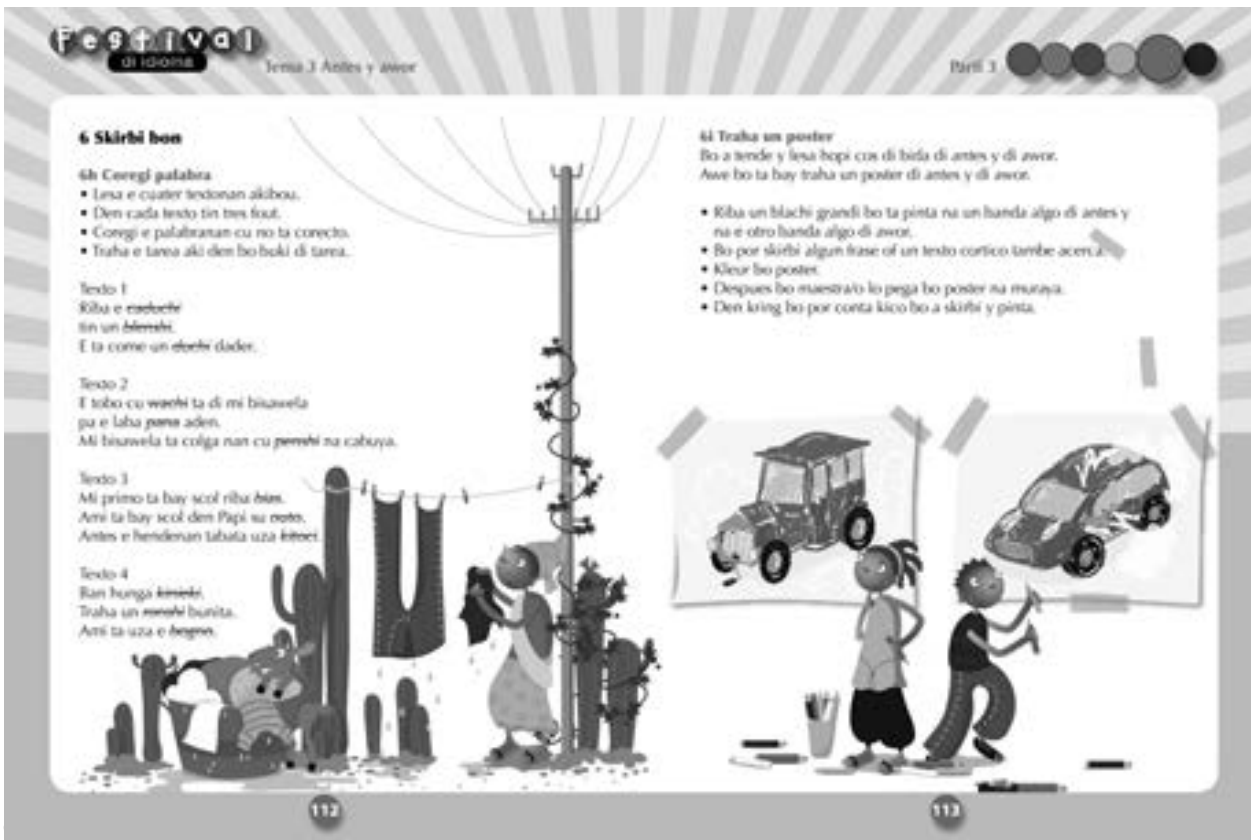 Festival
di idioma
Tema 3 Antes y awor
Parti 3
6 Skirbi bon
6h Coregi palabra
• Lesa e cuater textonan akibou.
• Den cada texto tin tres fout.
• Coregi e palabranan cu no ta corecto.
• Traha e tarea aki den bo buki di tarea.
Texto 1
Riba e caduchi
tin un blenshi.
E ta come un dochi dader.
Texto 2
E tobo cu wachi ta di mi bisawela
pa e laba pana aden.
Mi bisawela ta colga nan cu penshi na cabuya.
Texto 3
Mi primo ta bay scol riba
Ami ta bay scol den Papi su
Antes e hendenan tabata uza
Texto 4
Ban hunga
Traha un bunita.
Ami ta uza e
6i Traha un poster
Bo a tende y lesa hopi cos di bida di antes y di awor.
Awe bo ta bay traha un poster di antes y di awor.
• Riba un blachi grandi bo ta pinta na un banda algo di antes y
na e otro banda algo di awor.
• Bo por skirbi algun frase of un texto cortico tambe acerca.
• Kleur bo poster.
• Despues bo maestra/o lo pega bo poster na muraya.
• Den kring bo por conta kico bo a skirbi y pinta.
112
113